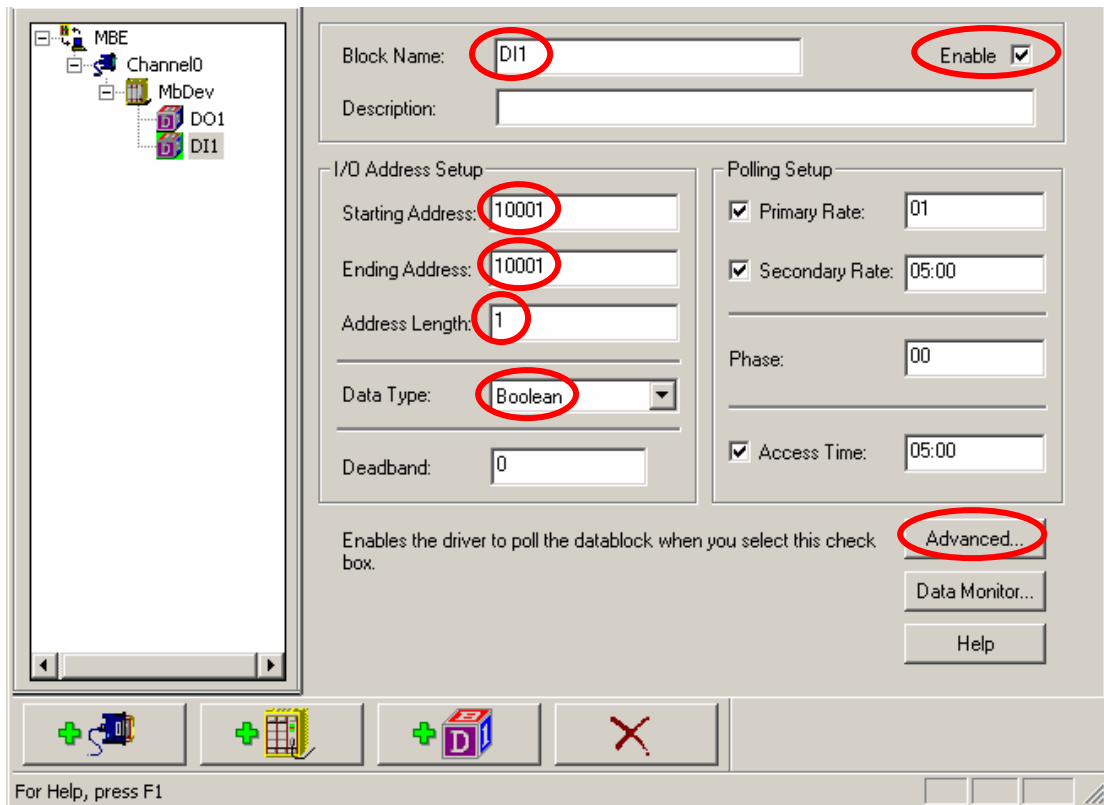 MBE
Channel0
MbDev
DO1
DI1
Block Name: DI1 Enable
Description:
I/O Address Setup
Starting Address: 10001
Ending Address: 10001
Address Length: 1
Data Type: Boolean
Deadband: 0
Polling Setup
Primary Rate: 01
Secondary Rate: 05:00
Phase: 00
Access Time: 05:00
Enables the driver to poll the datablock when you select this check
box.
Advanced...
Data Monitor...
Help
For Help, press F1